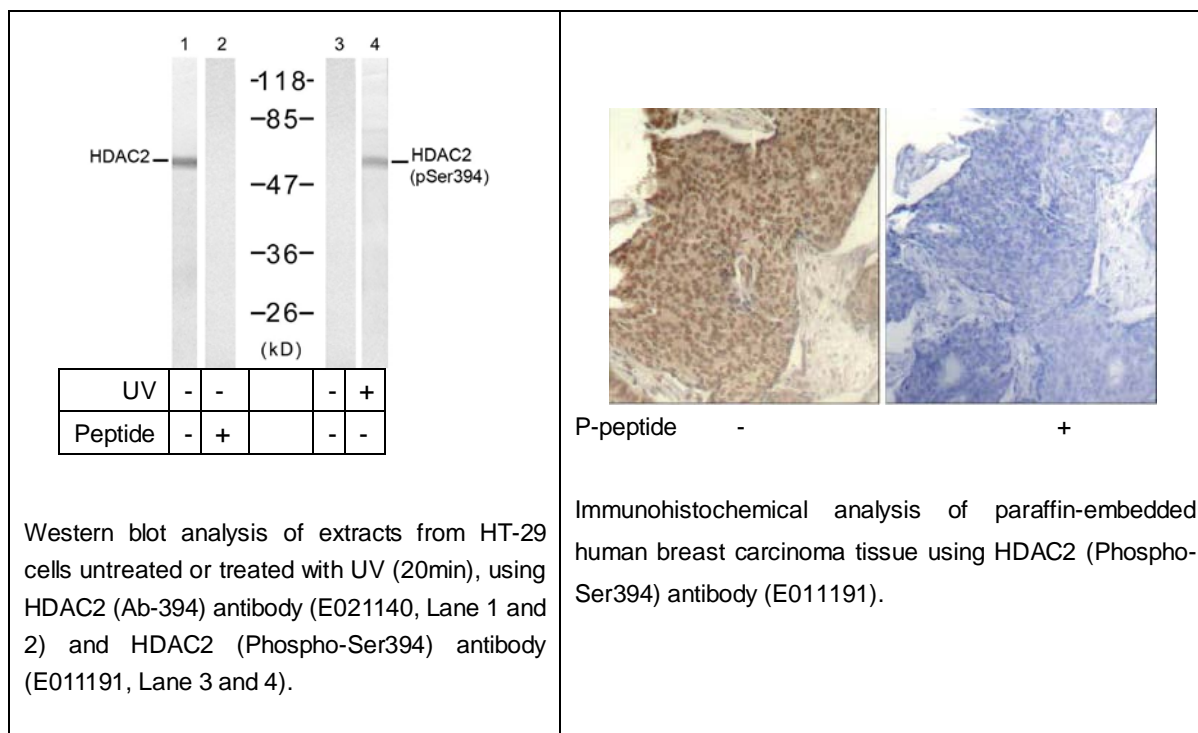 1 2 3 4
-118-
-85-
HDAC2
HDAC2
(pSer394)
-47-
-36-
-26-
(kD)
UV - - - +
Peptide - + - -
Western blot analysis of extracts from HT-29
cells untreated or treated with UV (20min), using
HDAC2 (Ab-394) antibody (E021140, Lane 1 and
2) and HDAC2 (Phospho-Ser394) antibody
(E011191, Lane 3 and 4).
P-peptide - +
Immunohistochemical analysis of paraffin-embedded
human breast carcinoma tissue using HDAC2 (Phospho-
Ser394) antibody (E011191).